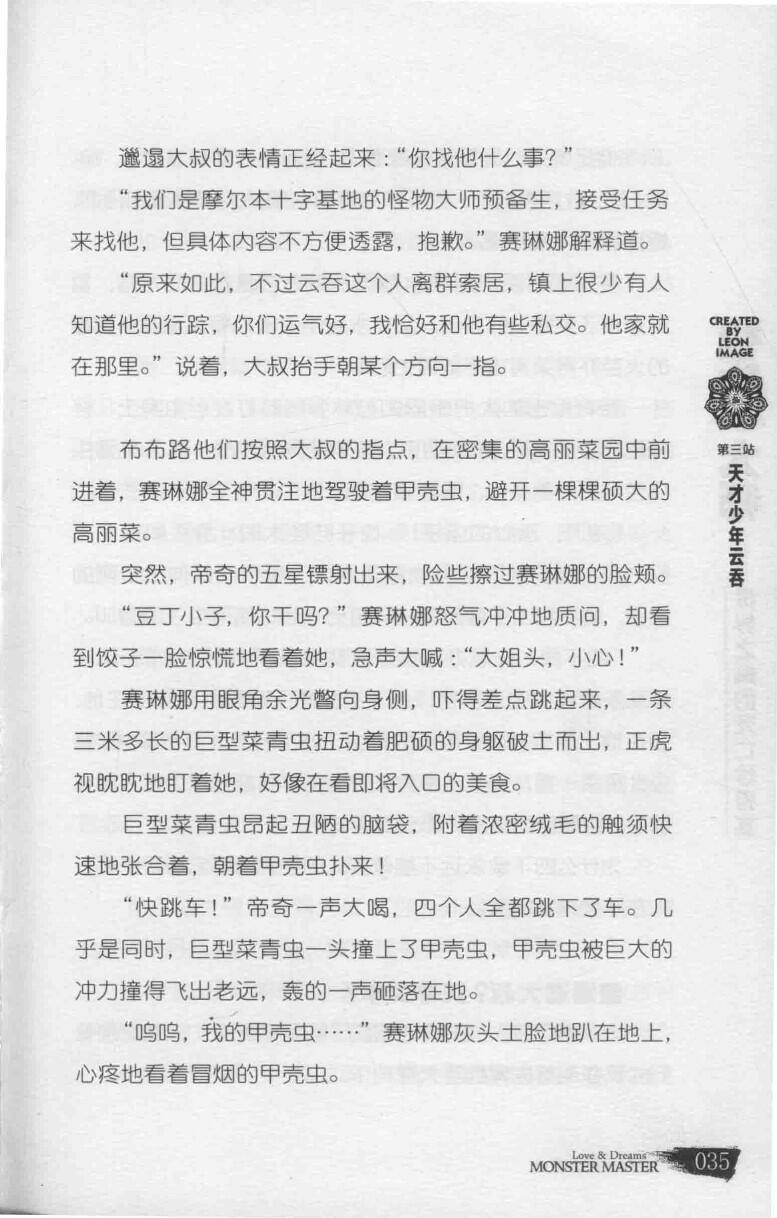 邋遢大叔的表情正经起来：“你找他什么事？”
“我们是摩尔本十字基地的怪物大师预备生，接受任务
来找他，但具体内容不方便透露，抱歉。”赛琳娜解释道。
“原来如此，不过云吞这个人离群索居，镇上很少有人
知道他的行踪，你们运气好，我恰好和他有些私交。他家就
在那里。”说着，大叔抬手朝某个方向一指。
布布路他们按照大叔的指点，在密集的高丽菜园中前
进着，赛琳娜全神贯注地驾驶着甲壳虫，避开一棵棵硕大的
高丽菜。
突然，帝奇的五星镖射出来，险些擦过赛琳娜的脸颊。
“豆丁小子，你干吗？”赛琳娜怒气冲冲地质问，却看
到饺子一脸惊慌地看着她，急声大喊：“大姐头，小心！”
赛琳娜用眼角余光瞥向身侧，吓得差点跳起来，一条
三米多长的巨型菜青虫扭动着肥硕的身躯破土而出，正虎
视眈眈地盯着她，好像在看即将入口的美食。
巨型菜青虫昂起丑陋的脑袋，附着浓密绒毛的触须快
速地张合着，朝着甲壳虫扑来！
“快跳车！”帝奇一声大喝，四个人全都跳下了车。几
乎是同时，巨型菜青虫一头撞上了甲壳虫，甲壳虫被巨大的
冲力撞得飞出老远，轰的一声砸落在地。
“呜呜，我的甲壳虫……”赛琳娜灰头土脸地趴在地上，
心疼地看着冒烟的甲壳虫。
CREATED
BY
LEON
IMAGE
第三站
天才少年云吞
Love & Dreams
MONSTER MASTER
035